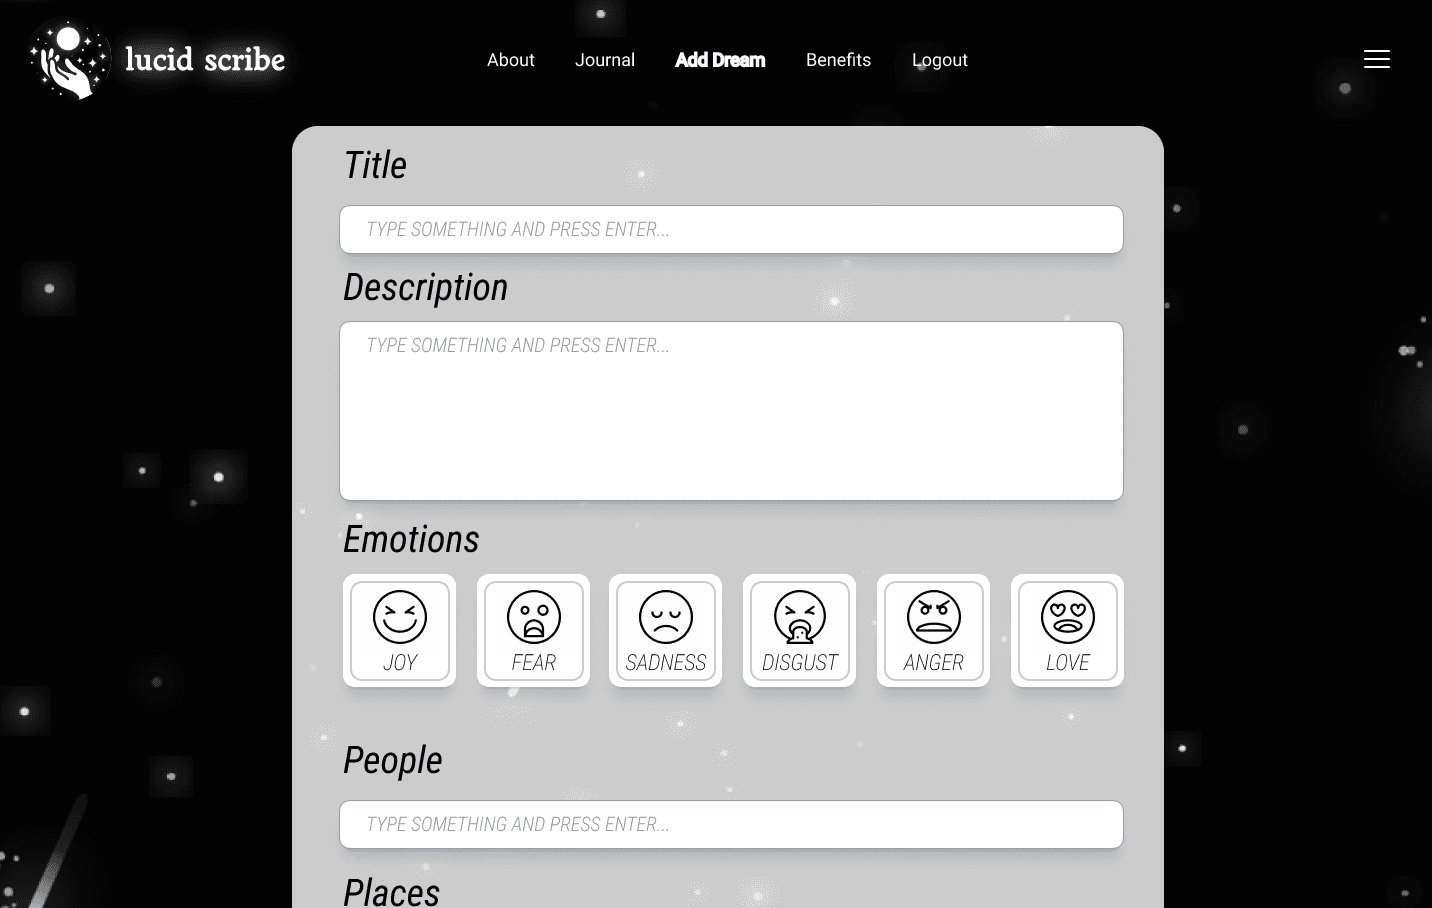 lucid scribe
About Journal Add Dream Benefits Logout
Title
TYPE SOMETHING AND PRESS ENTER...
Description
TYPE SOMETHING AND PRESS ENTER...
Emotions
JOY FEAR SADNESS DISGUST ANGER LOVE
People
TYPE SOMETHING AND PRESS ENTER...
Places